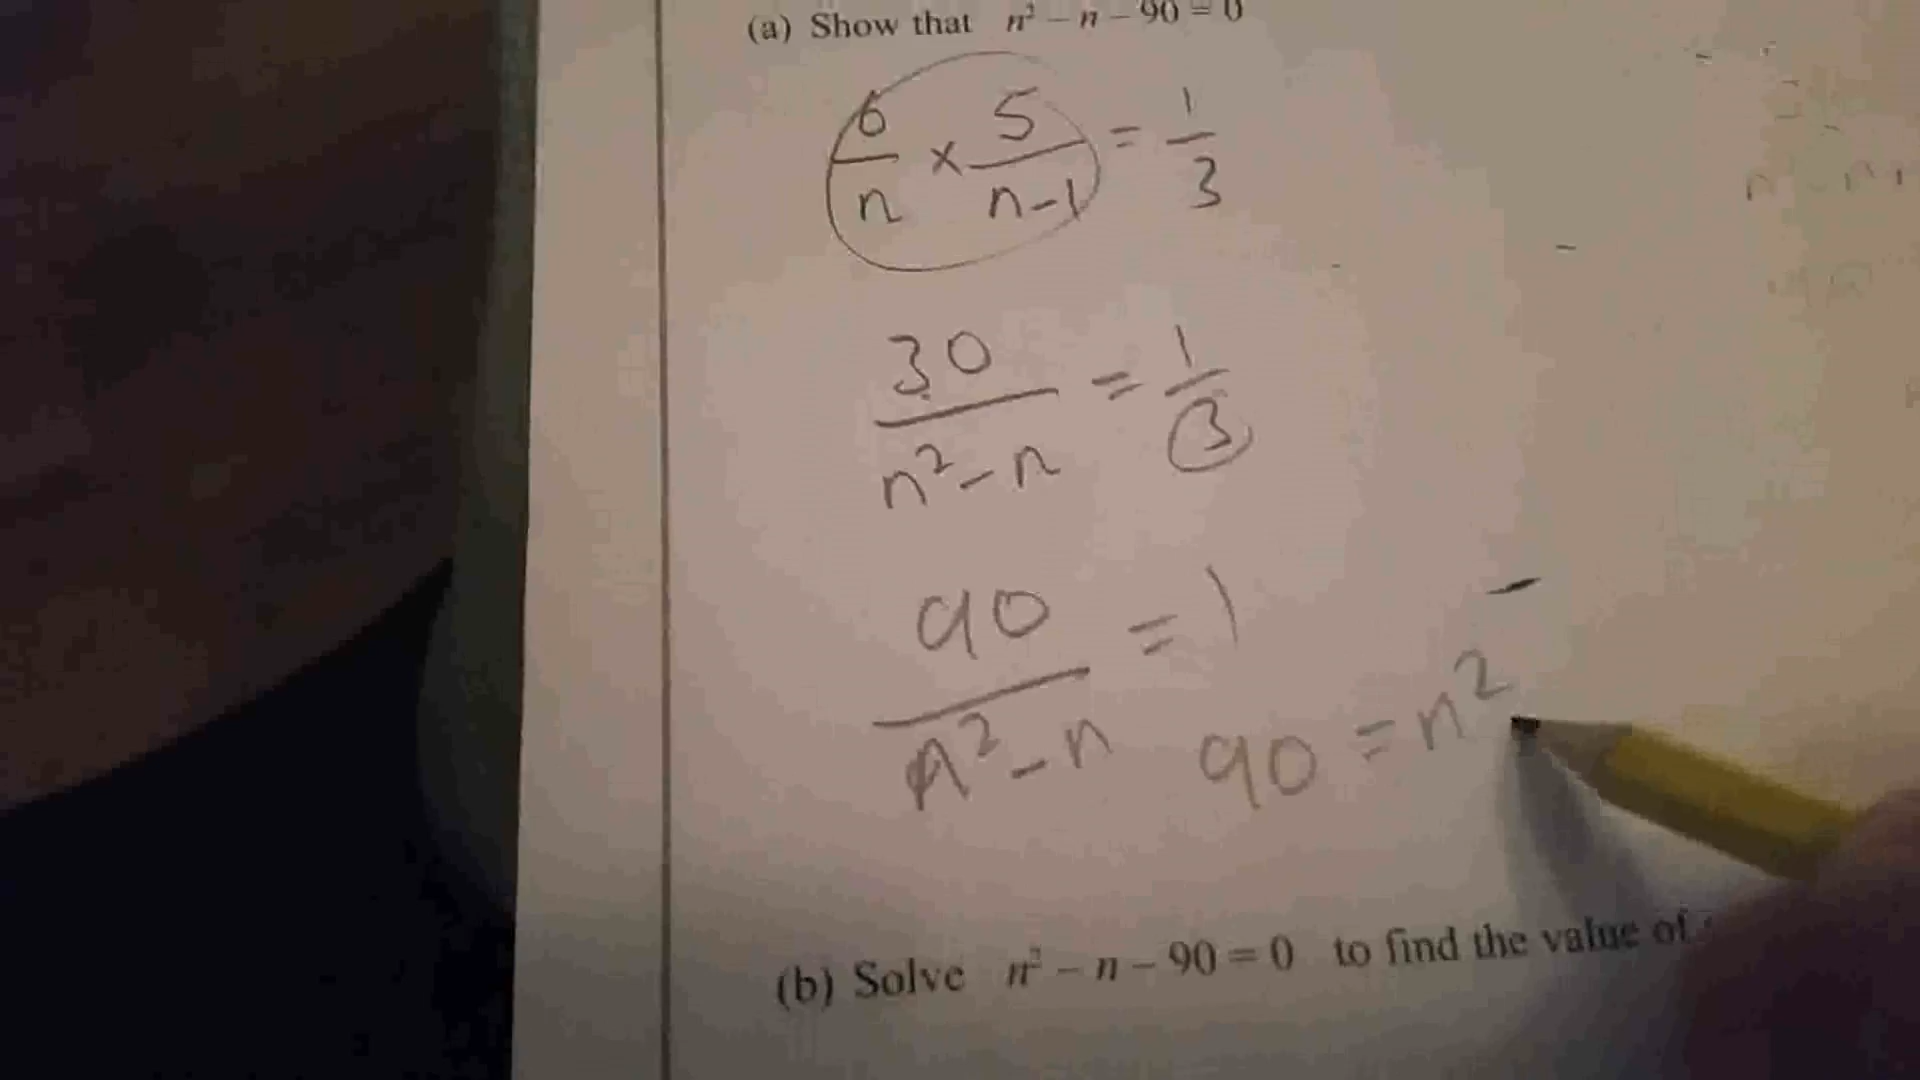 (a) Show that n² – n – 90 = 0
6/n × 5/n-1 = 1/3
30/n²-n = 1/3
90/n²-n = 1
90 = n²
(b) Solve n² – n – 90 = 0 to find the value of